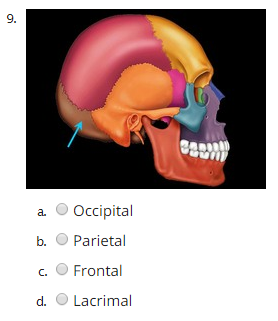 9.
a. Occipital
b. Parietal
c. Frontal
d. Lacrimal